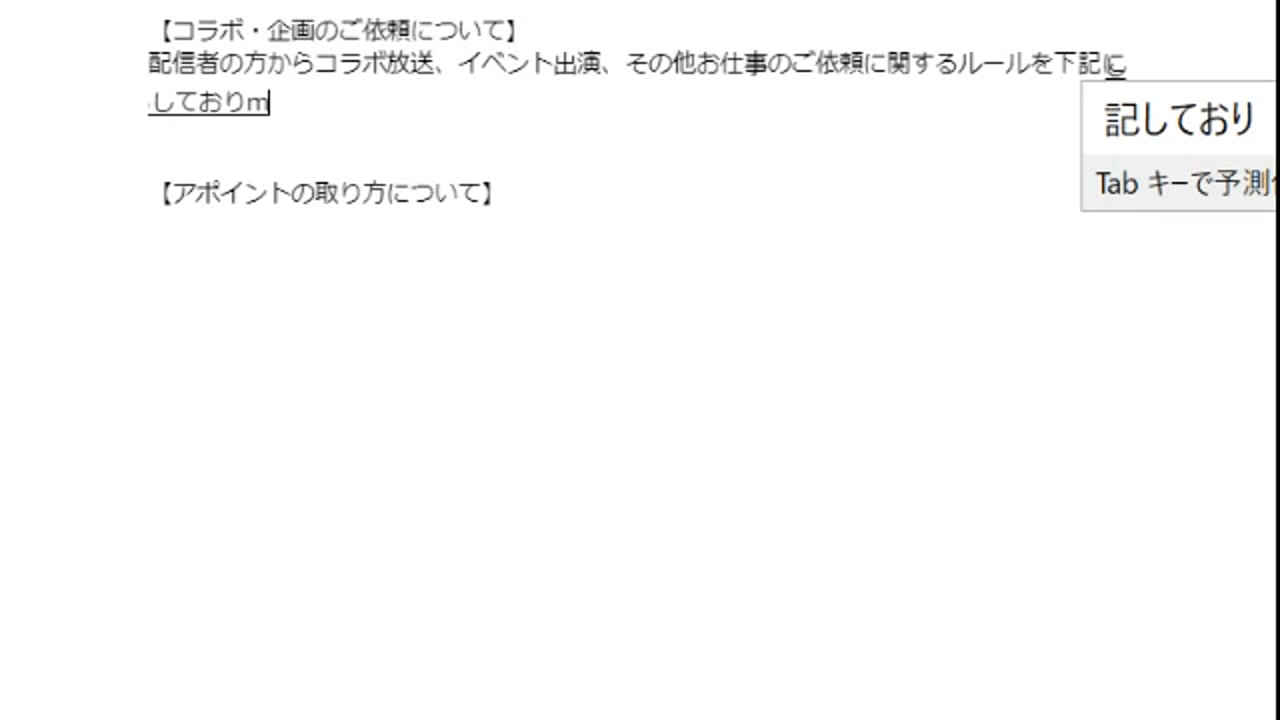 【コラボ・企画のご依頼について】
配信者の方からコラボ放送、イベント出演、その他お仕事のご依頼に関するルールを下記に
しておりm
記しており
Tab キーで予測
【アポイントの取り方について】